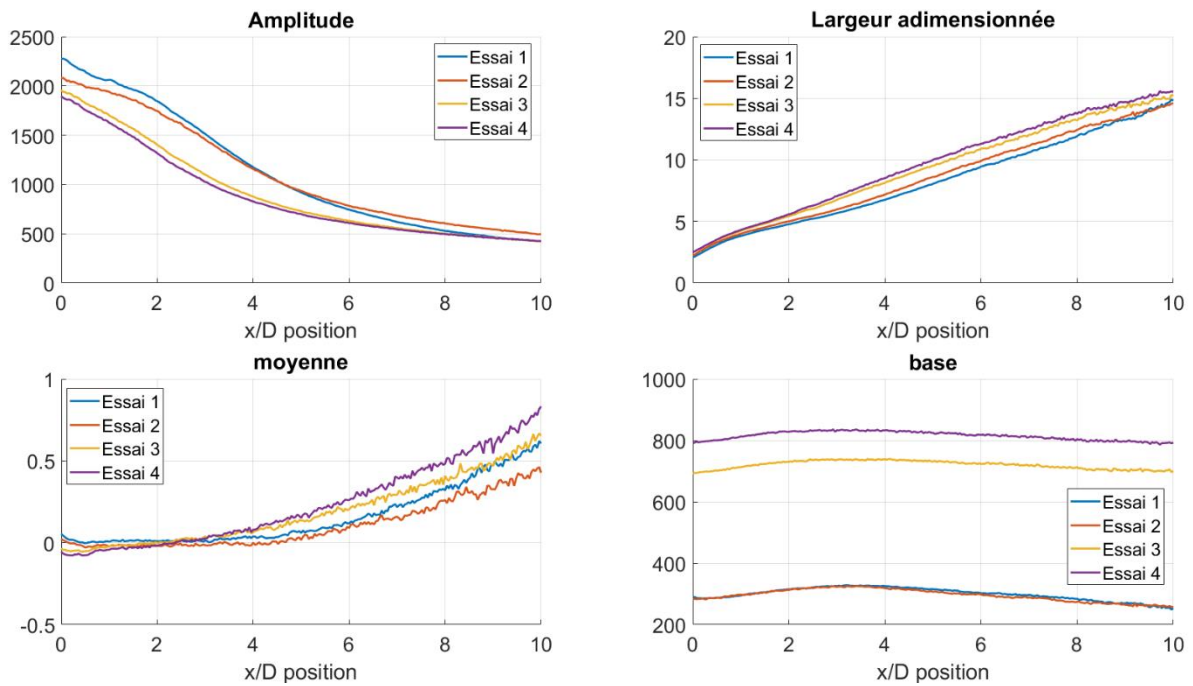 Amplitude
2500
2000
1500
1000
500
0
Essai 1
Essai 2
Essai 3
Essai 4
0 2 4 6 8 10
x/D position
Largeur adimensionnée
20
15
10
5
0
Essai 1
Essai 2
Essai 3
Essai 4
0 2 4 6 8 10
x/D position
moyenne
1
0.5
0
-0.5
Essai 1
Essai 2
Essai 3
Essai 4
0 2 4 6 8 10
x/D position
base
1000
800
600
400
200
Essai 1
Essai 2
Essai 3
Essai 4
0 2 4 6 8 10
x/D position